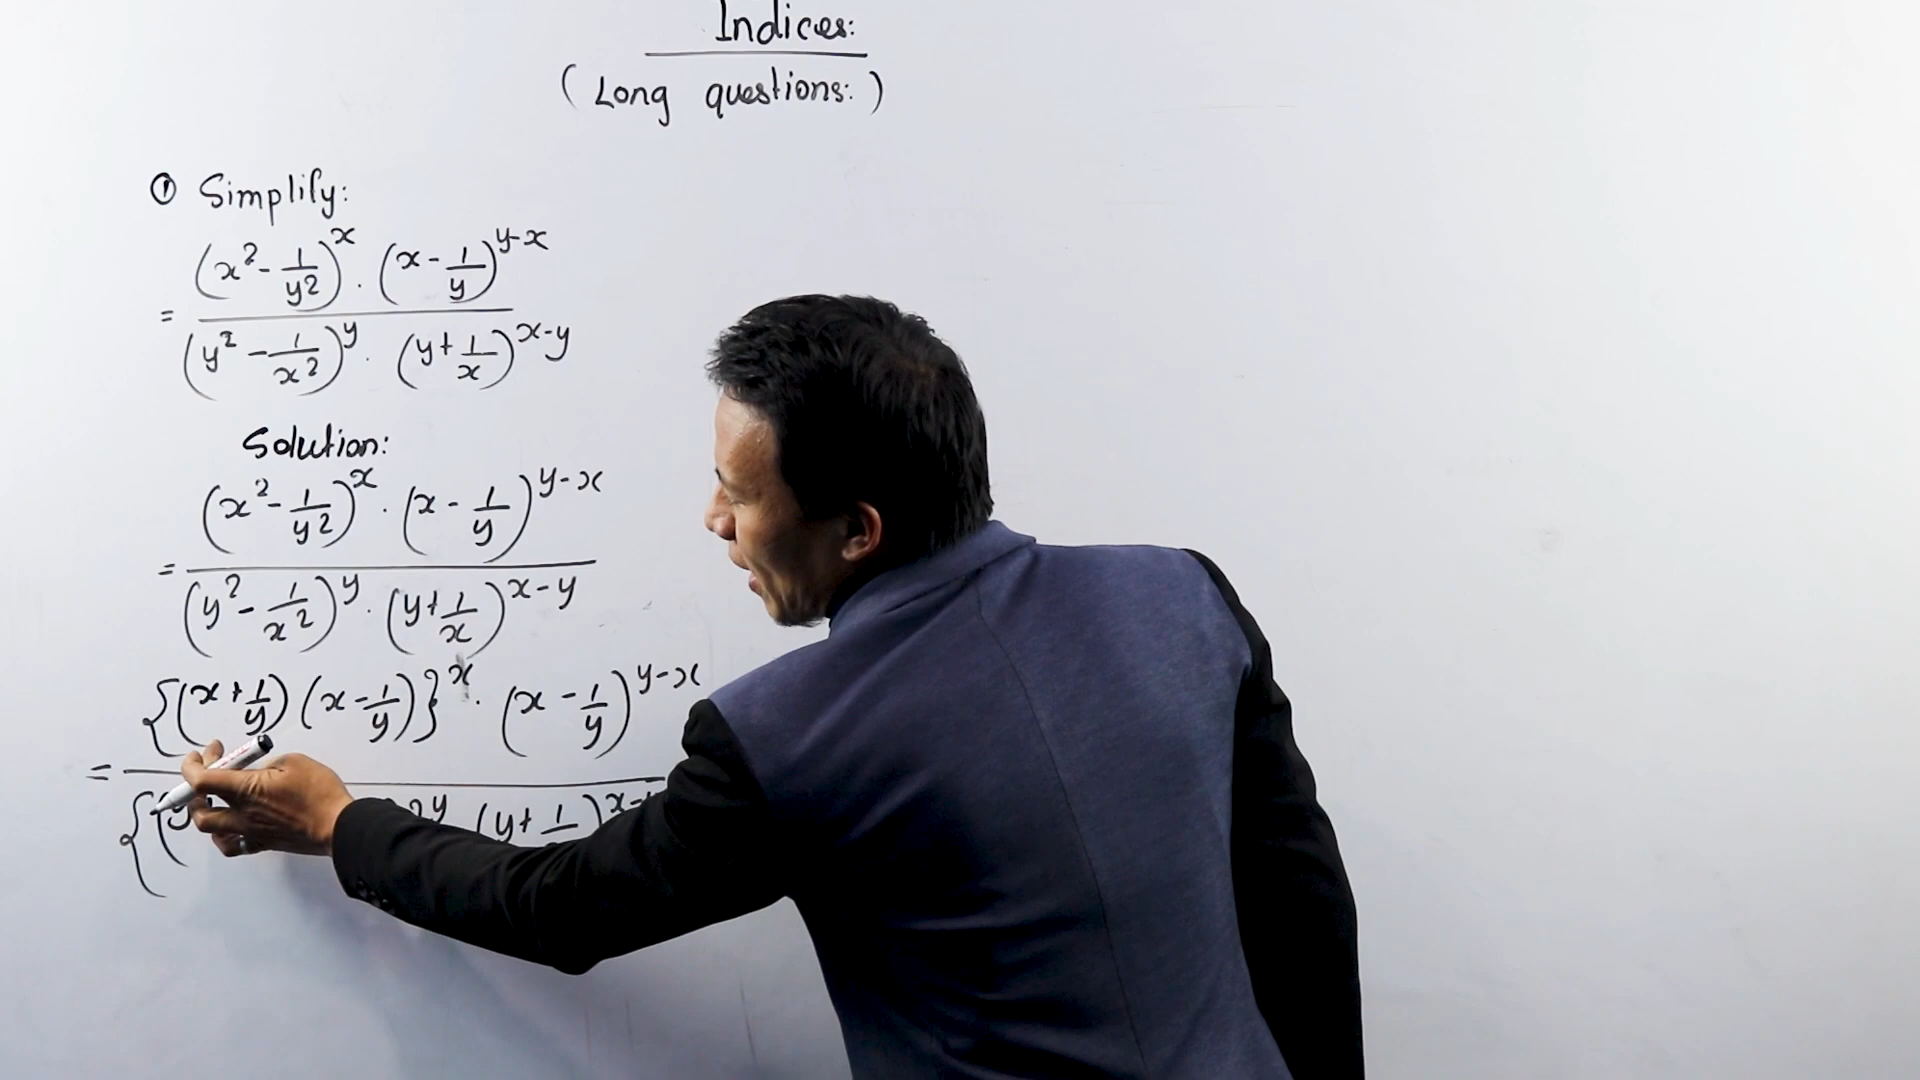 Indices:
(Long questions:)
① Simplify:
= (x² - 1/y²)^x · (x - 1/y)^(y-x)
(y² - 1/x²)^y · (y + 1/x)^(x-y)
Solution:
= (x² - 1/y²)^x · (x - 1/y)^(y-x)
(y² - 1/x²)^y · (y + 1/x)^(x-y)
= {(x + 1/y) (x - 1/y)}^x · (x - 1/y)^(y-x)
{(y }^y (y + 1/ )^(x-